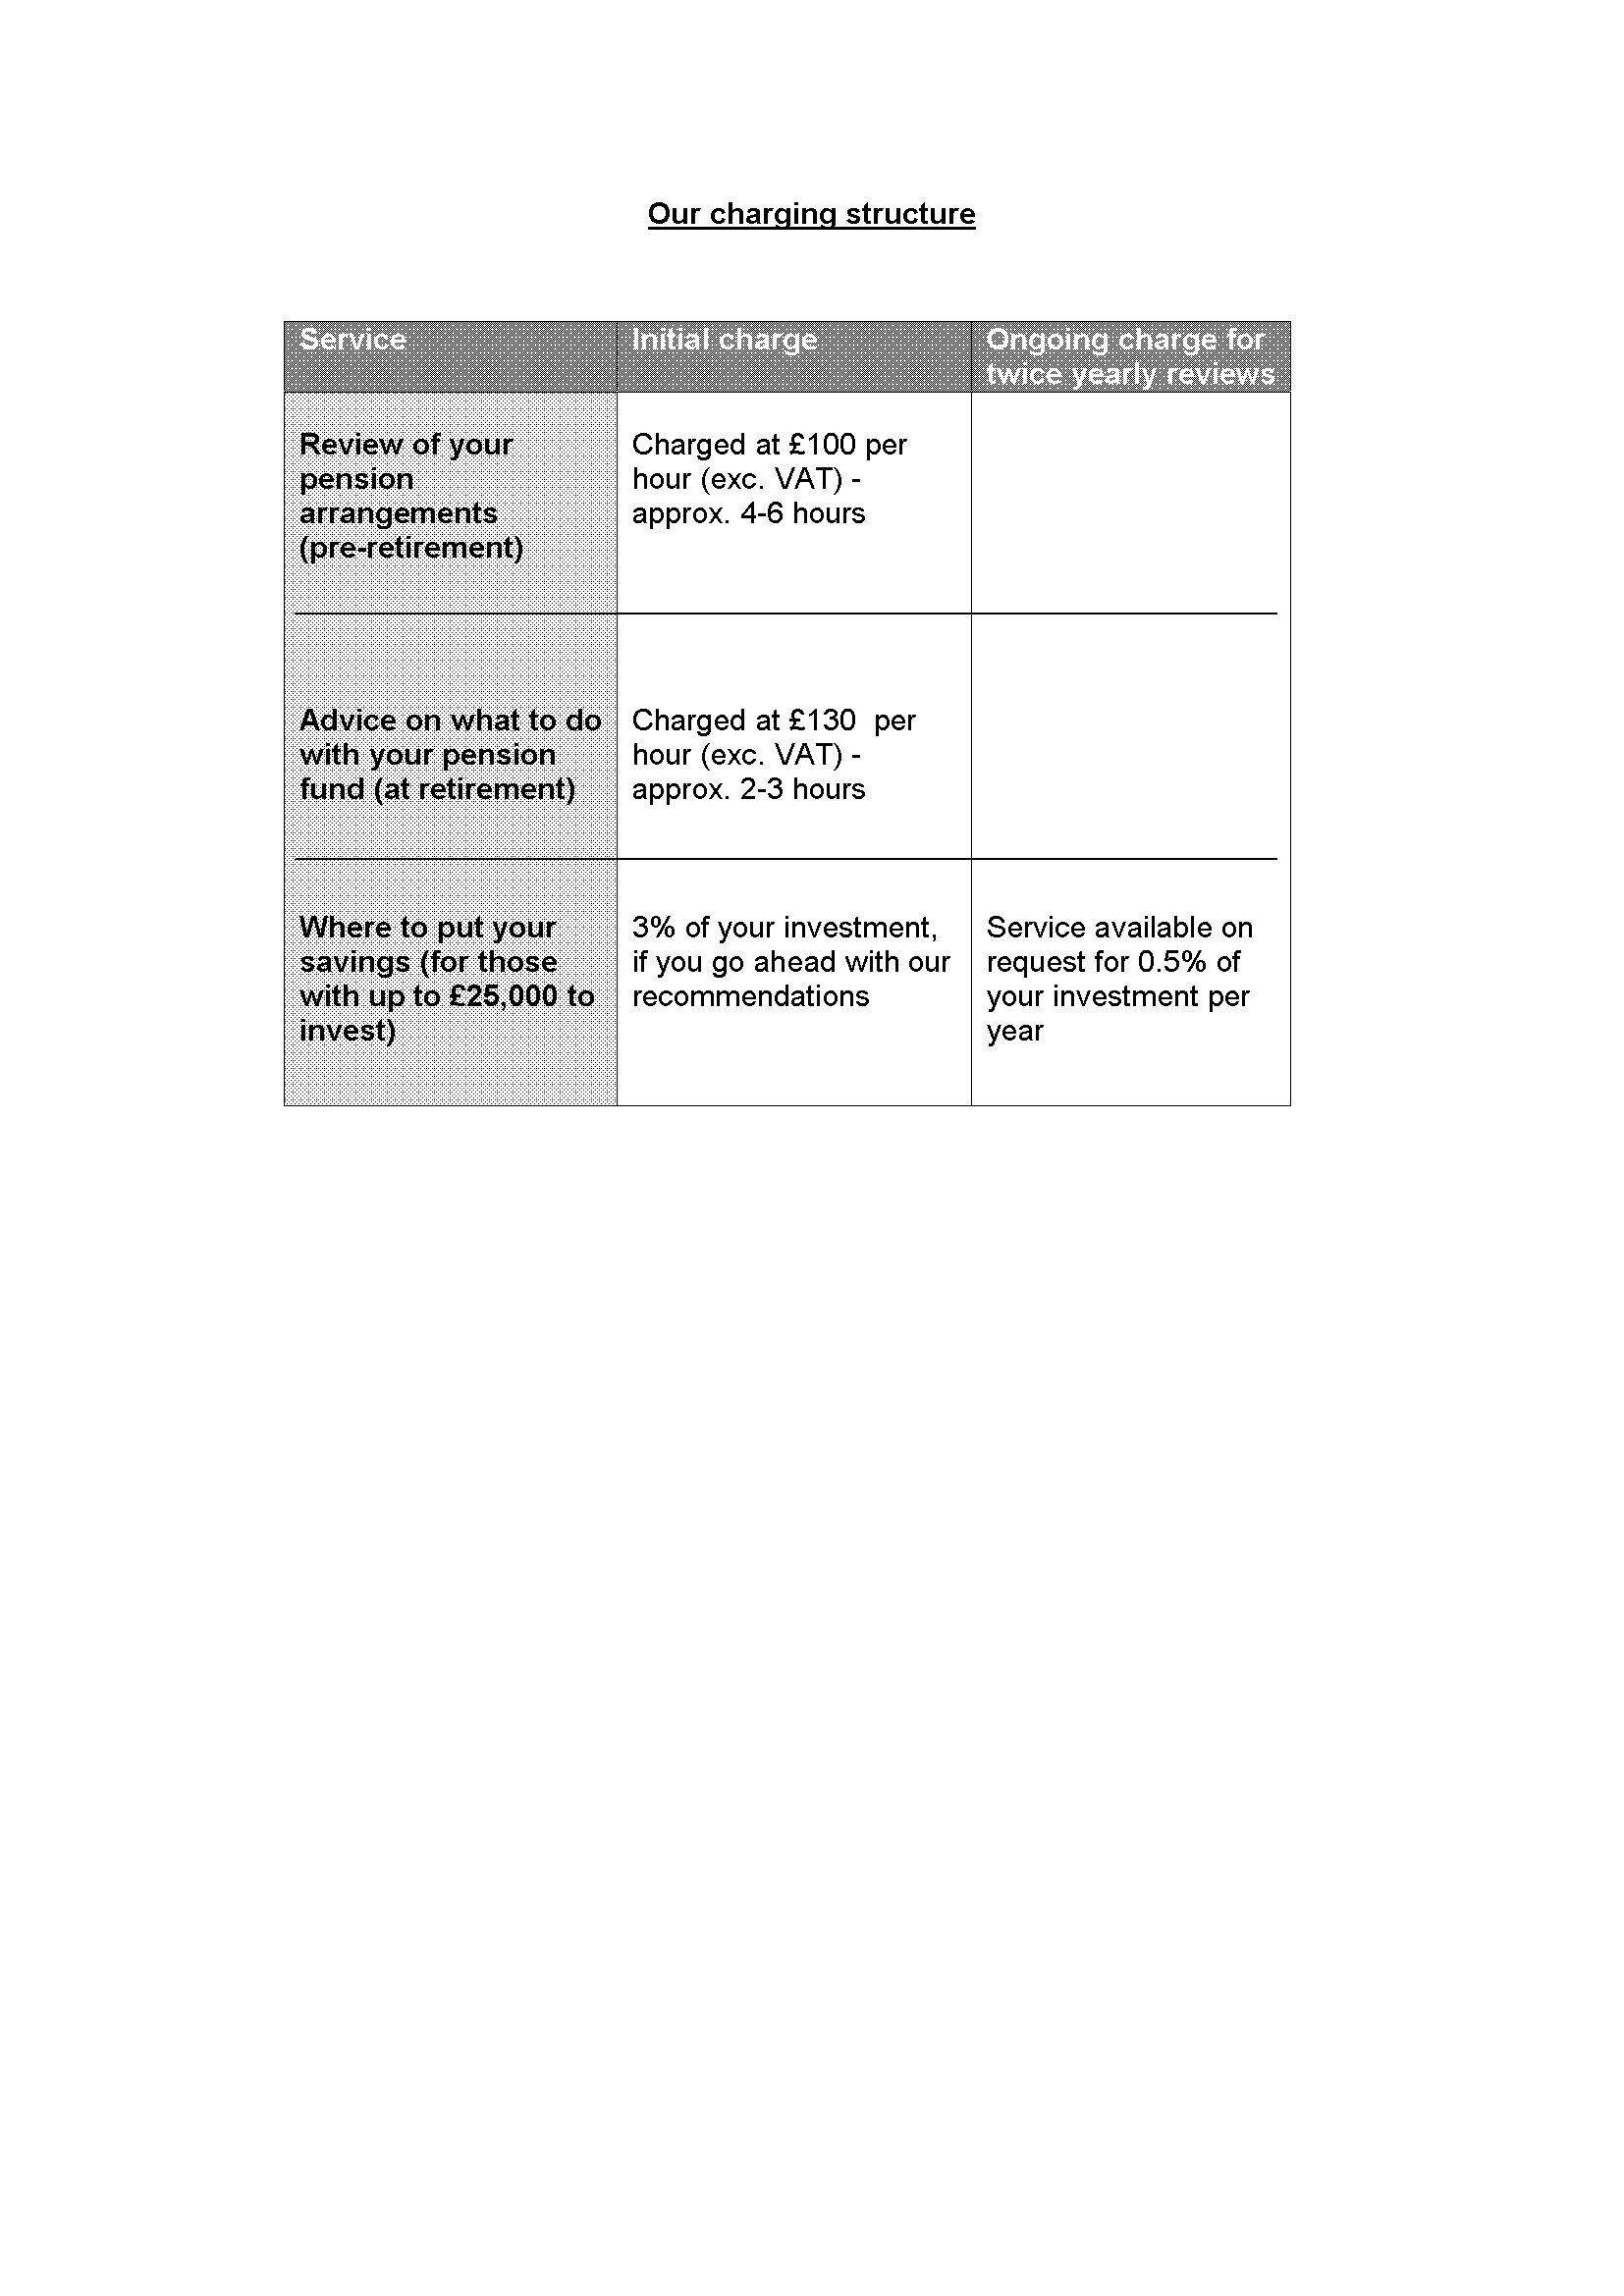 Our charging structure
Service
Initial charge
Ongoing charge for
twice yearly reviews
Review of your
pension
arrangements
(pre-retirement)
Charged at £100 per
hour (exc. VAT) -
approx. 4-6 hours
Advice on what to do
with your pension
fund (at retirement)
Charged at £130  per
hour (exc. VAT) -
approx. 2-3 hours
Where to put your
savings (for those
with up to £25,000 to
invest)
3% of your investment,
if you go ahead with our
recommendations
Service available on
request for 0.5% of
your investment per
year